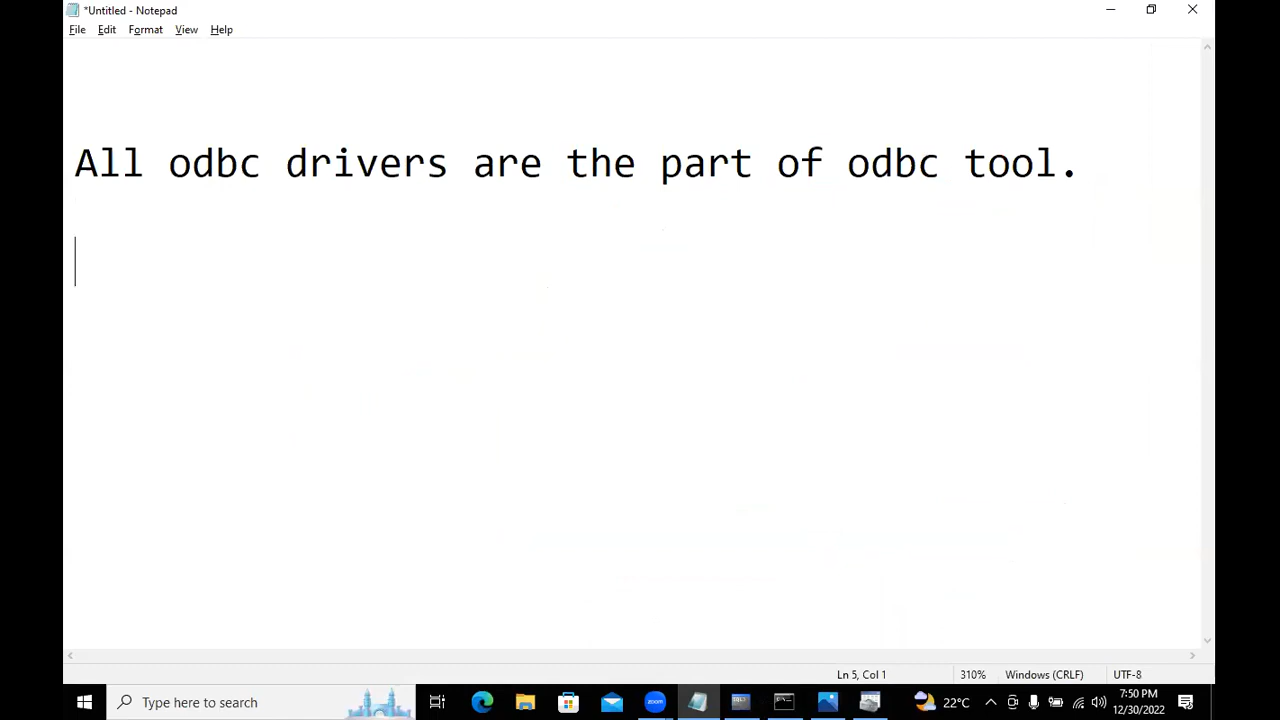 *Untitled - Notepad
File Edit Format View Help
All odbc drivers are the part of odbc tool.
Ln 5, Col 1 310% Windows (CRLF) UTF-8
Type here to search
zoom
22°C
7:50 PM
12/30/2022